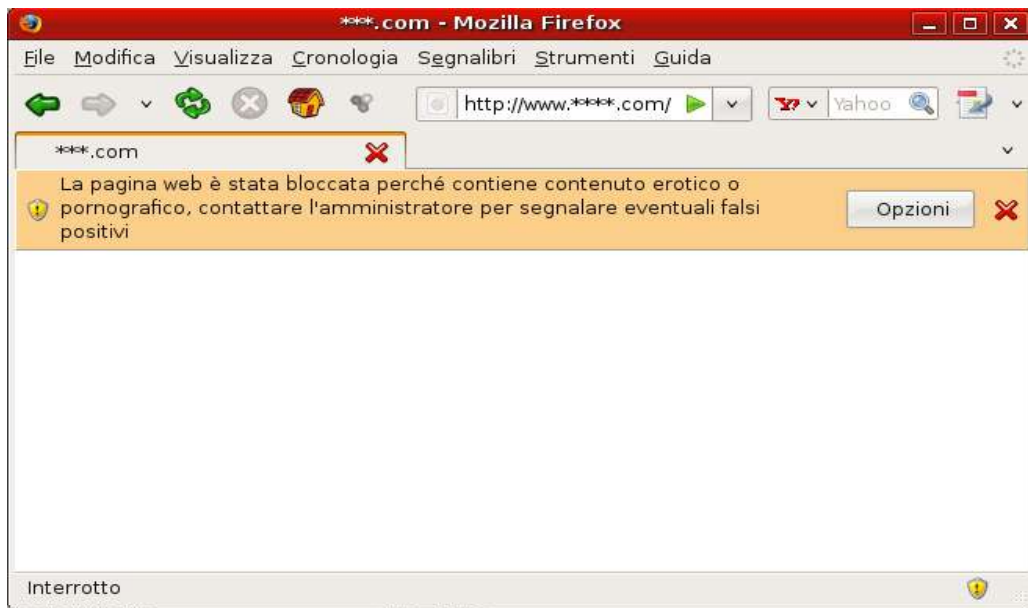 ***.com - Mozilla Firefox
File Modifica Visualizza Cronologia Segnalibri Strumenti Guida
http://www.****.com/ Yahoo
***.com
La pagina web è stata bloccata perché contiene contenuto erotico o
pornografico, contattare l'amministratore per segnalare eventuali falsi
positivi
Opzioni
Interrotto